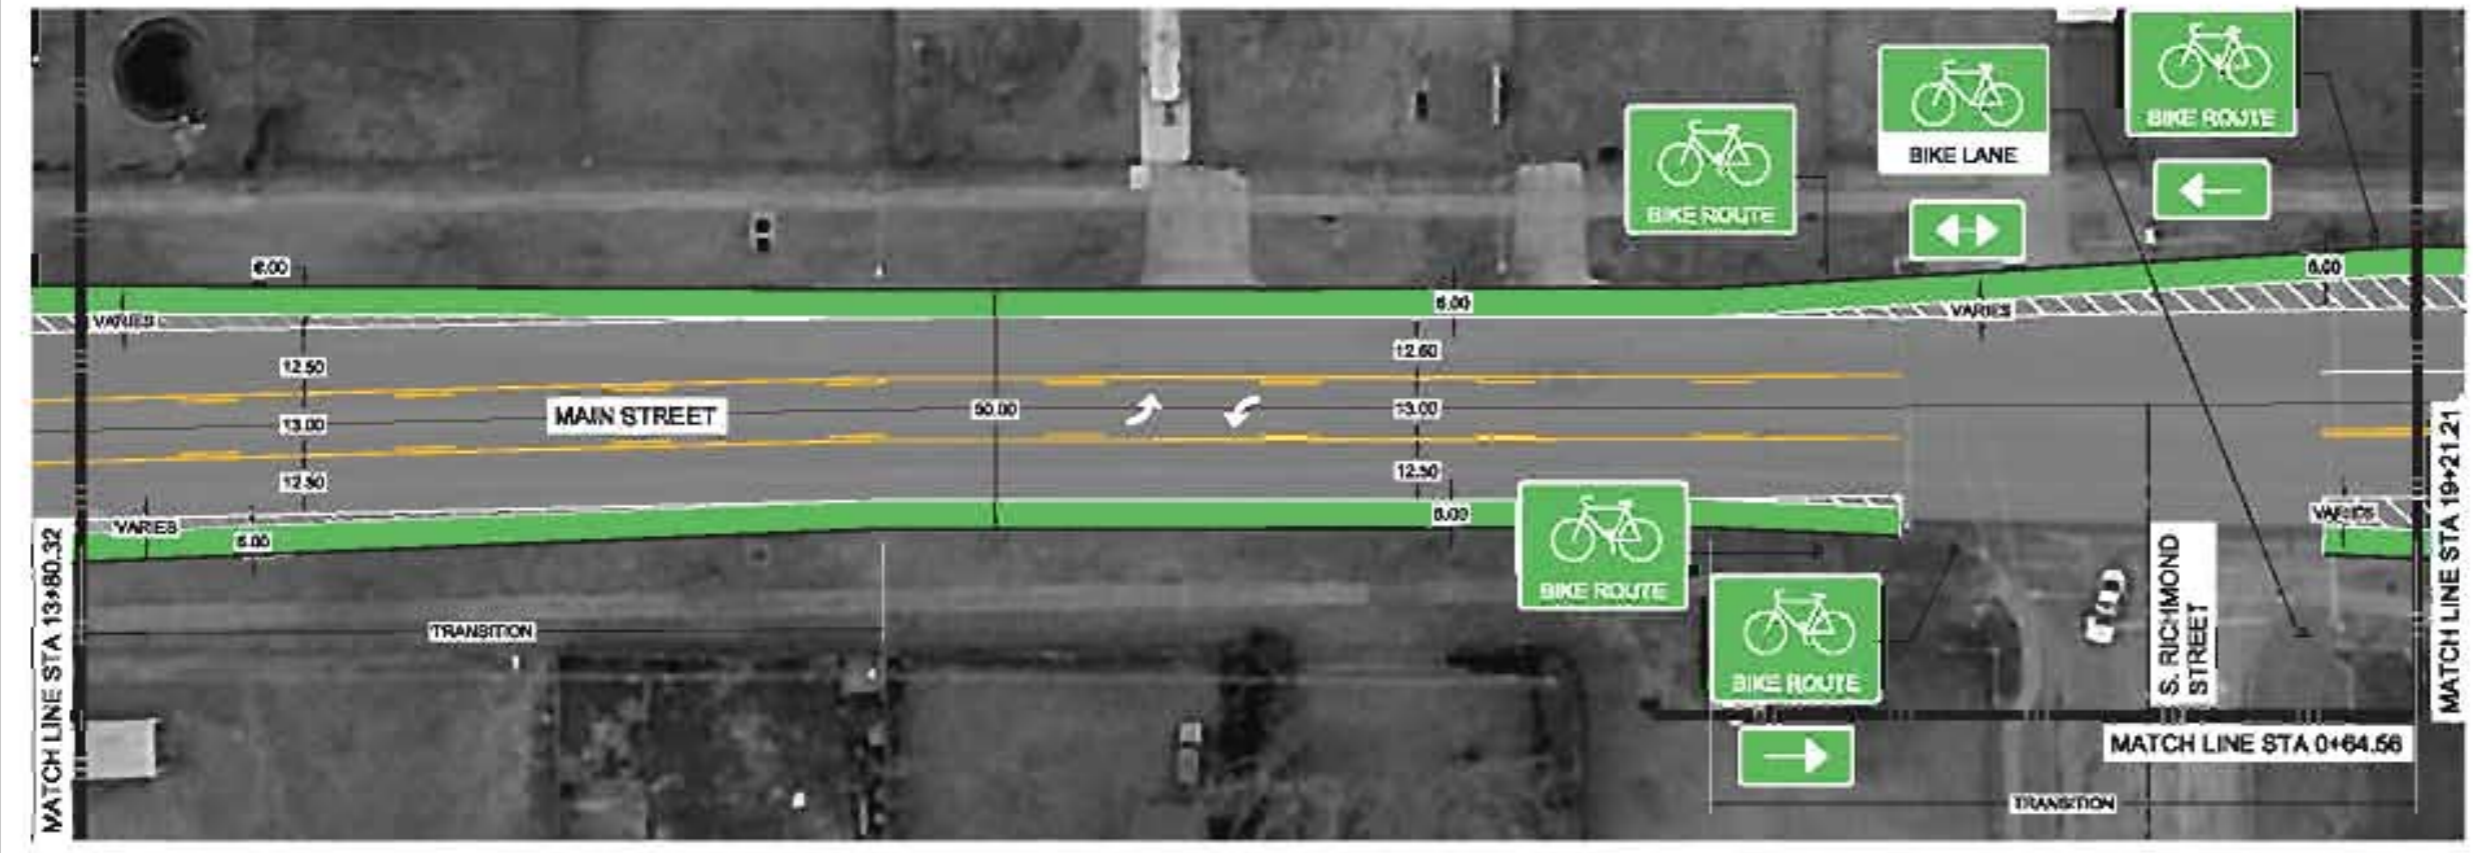 BIKE ROUTE
BIKE LANE
BIKE ROUTE
BIKE ROUTE
6.00
6.00
6.00
VARIES
VARIES
12.50
12.50
MAIN STREET
50.00
13.00
13.00
12.50
12.50
VARIES
6.00
6.00
VARIES
BIKE ROUTE
BIKE ROUTE
TRANSITION
S. RICHMOND
STREET
MATCH LINE STA 13+80.32
MATCH LINE STA 19+21.21
MATCH LINE STA 0+64.56
TRANSITION